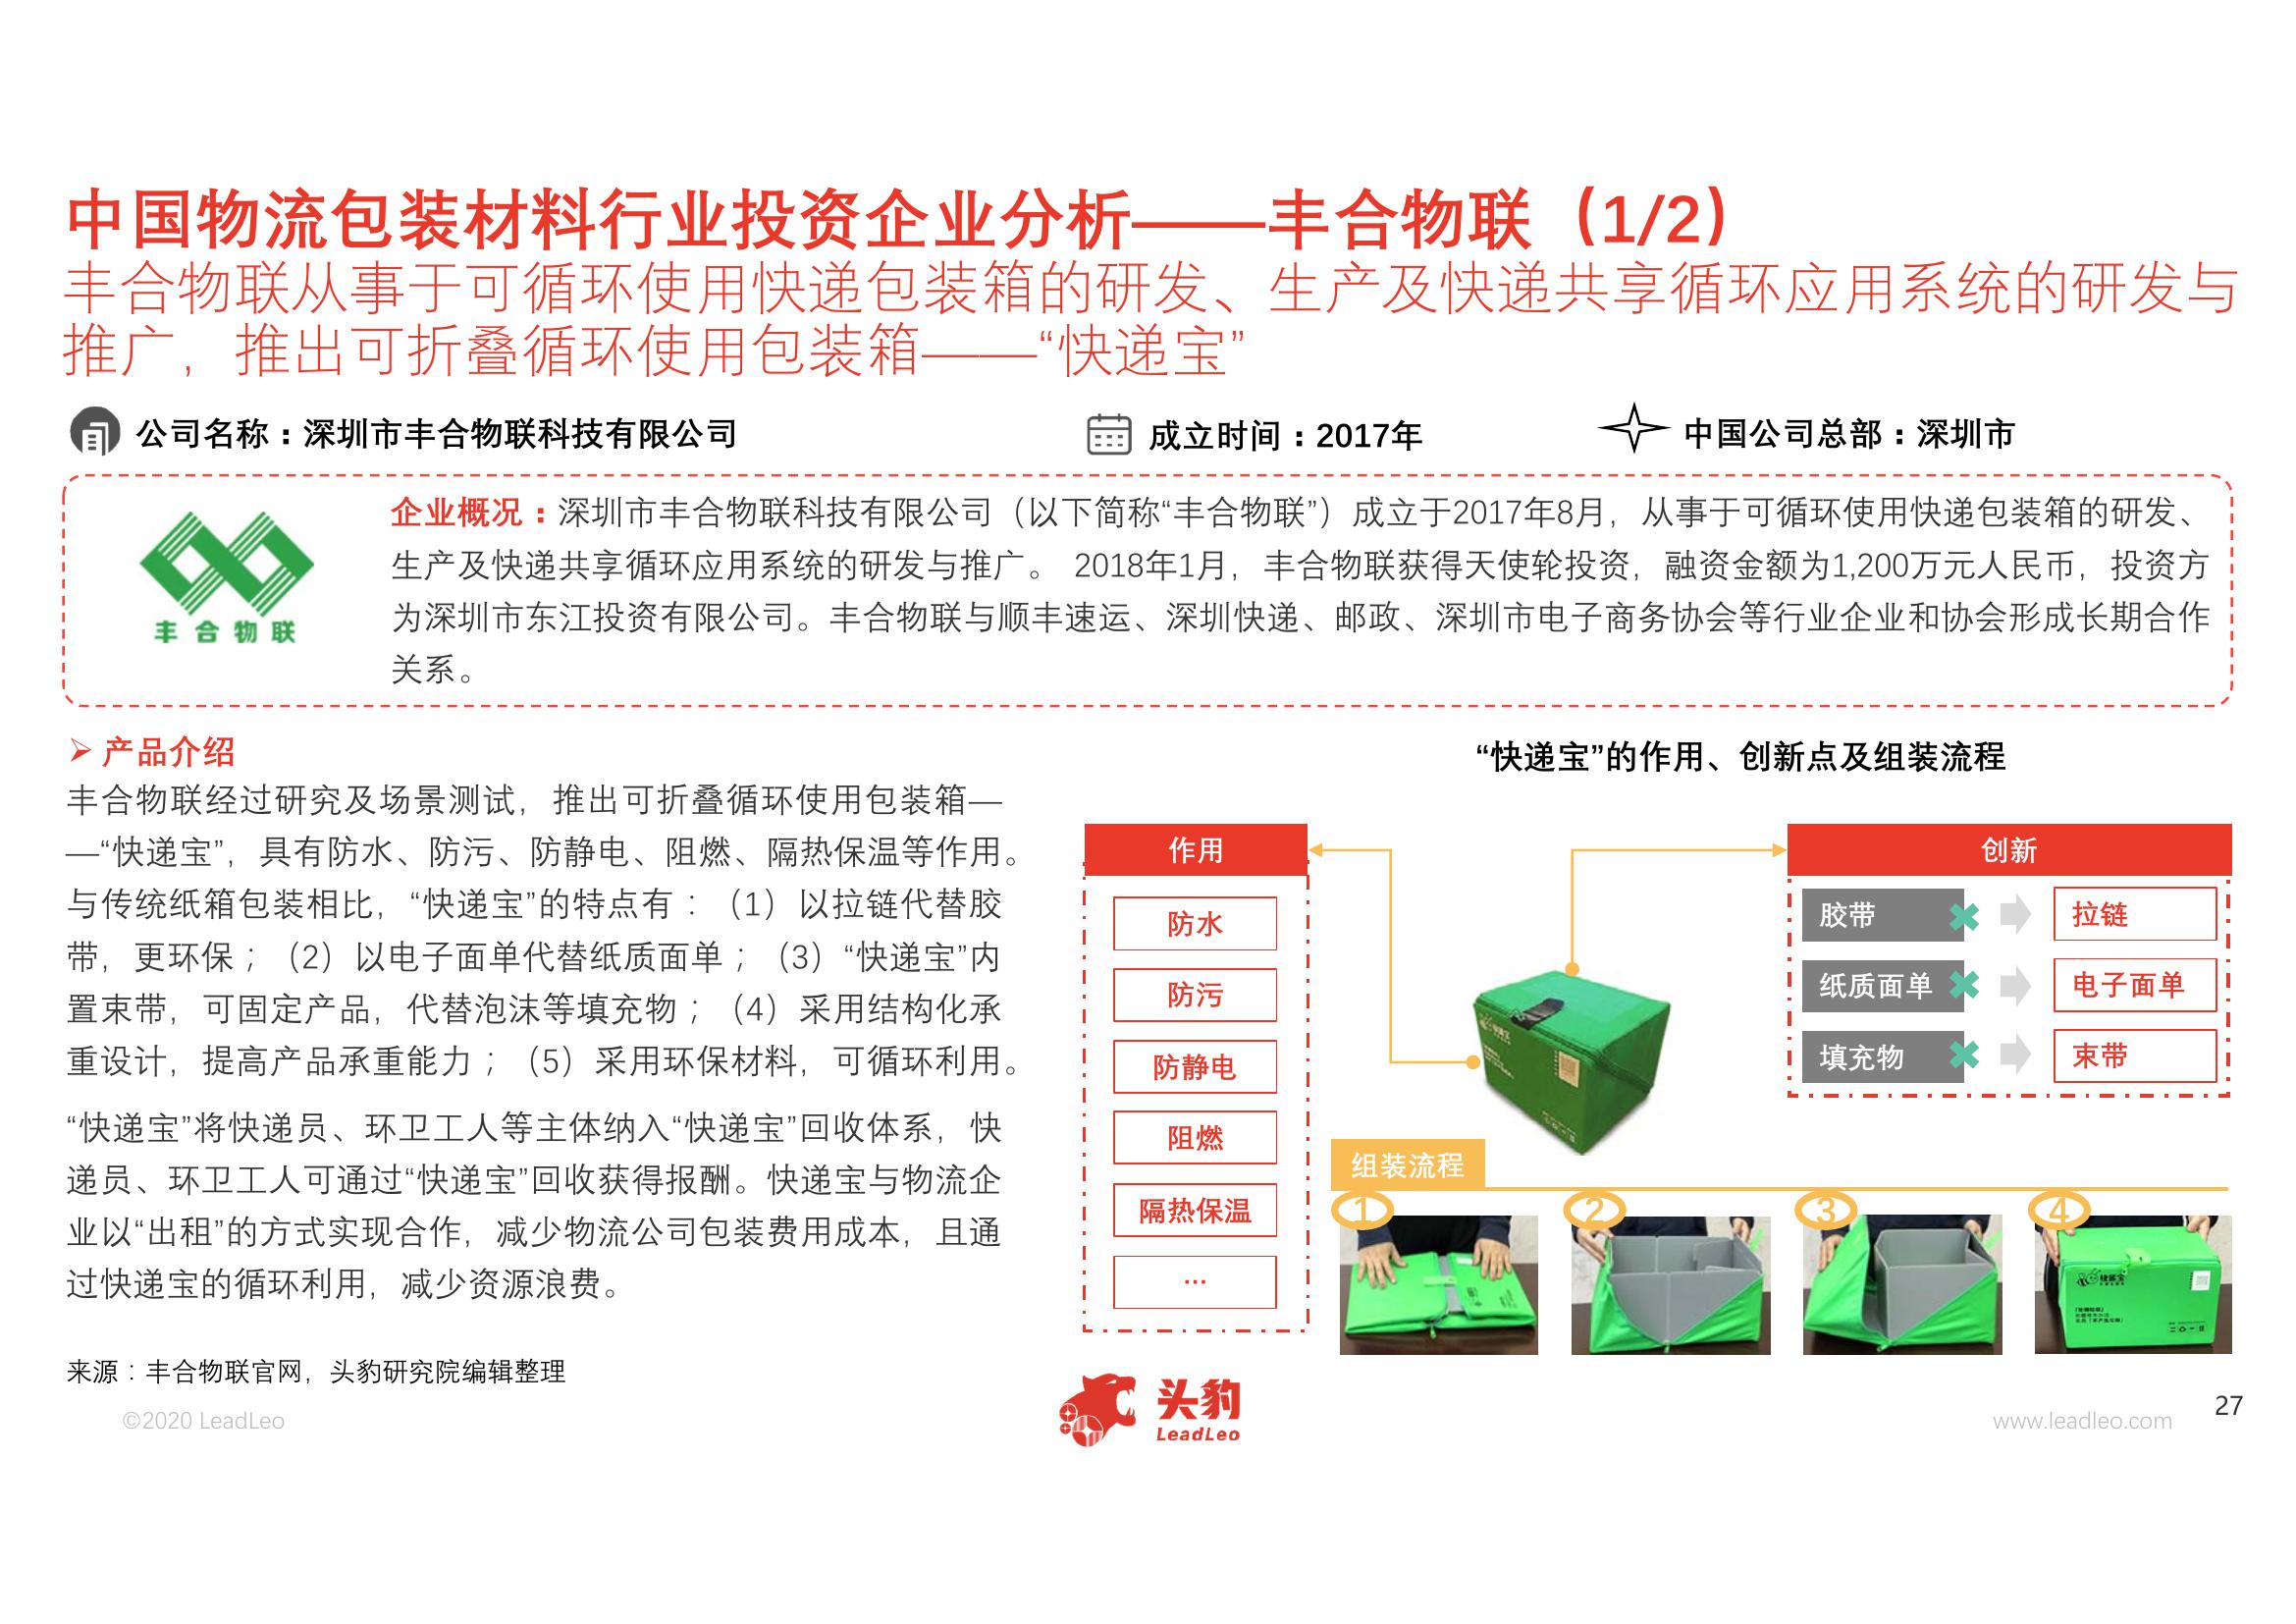 中国物流包装材料行业投资企业分析——丰合物联（1/2）
丰合物联从事于可循环使用快递包装箱的研发、生产及快递共享循环应用系统的研发与
推广，推出可折叠循环使用包装箱——“快递宝”
公司名称：深圳市丰合物联科技有限公司
成立时间：2017年
中国公司总部：深圳市
丰合物联
企业概况：深圳市丰合物联科技有限公司（以下简称“丰合物联”）成立于2017年8月，从事于可循环使用快递包装箱的研发、
生产及快递共享循环应用系统的研发与推广。 2018年1月，丰合物联获得天使轮投资，融资金额为1,200万元人民币，投资方
为深圳市东江投资有限公司。丰合物联与顺丰速运、深圳快递、邮政、深圳市电子商务协会等行业企业和协会形成长期合作
关系。
产品介绍
丰合物联经过研究及场景测试，推出可折叠循环使用包装箱—
—“快递宝”，具有防水、防污、防静电、阻燃、隔热保温等作用。
与传统纸箱包装相比，“快递宝”的特点有：（1）以拉链代替胶
带，更环保；（2）以电子面单代替纸质面单；（3）“快递宝”内
置束带，可固定产品，代替泡沫等填充物；（4）采用结构化承
重设计，提高产品承重能力；（5）采用环保材料，可循环利用。
“快递宝”将快递员、环卫工人等主体纳入“快递宝”回收体系，快
递员、环卫工人可通过“快递宝”回收获得报酬。快递宝与物流企
业以“出租”的方式实现合作，减少物流公司包装费用成本，且通
过快递宝的循环利用，减少资源浪费。
“快递宝”的作用、创新点及组装流程
作用
防水
防污
防静电
阻燃
隔热保温
…
创新
胶带
拉链
纸质面单
电子面单
填充物
束带
组装流程
1
2
3
4
快递宝
来源：丰合物联官网，头豹研究院编辑整理
©2020 LeadLeo
头豹
LeadLeo
www.leadleo.com
27